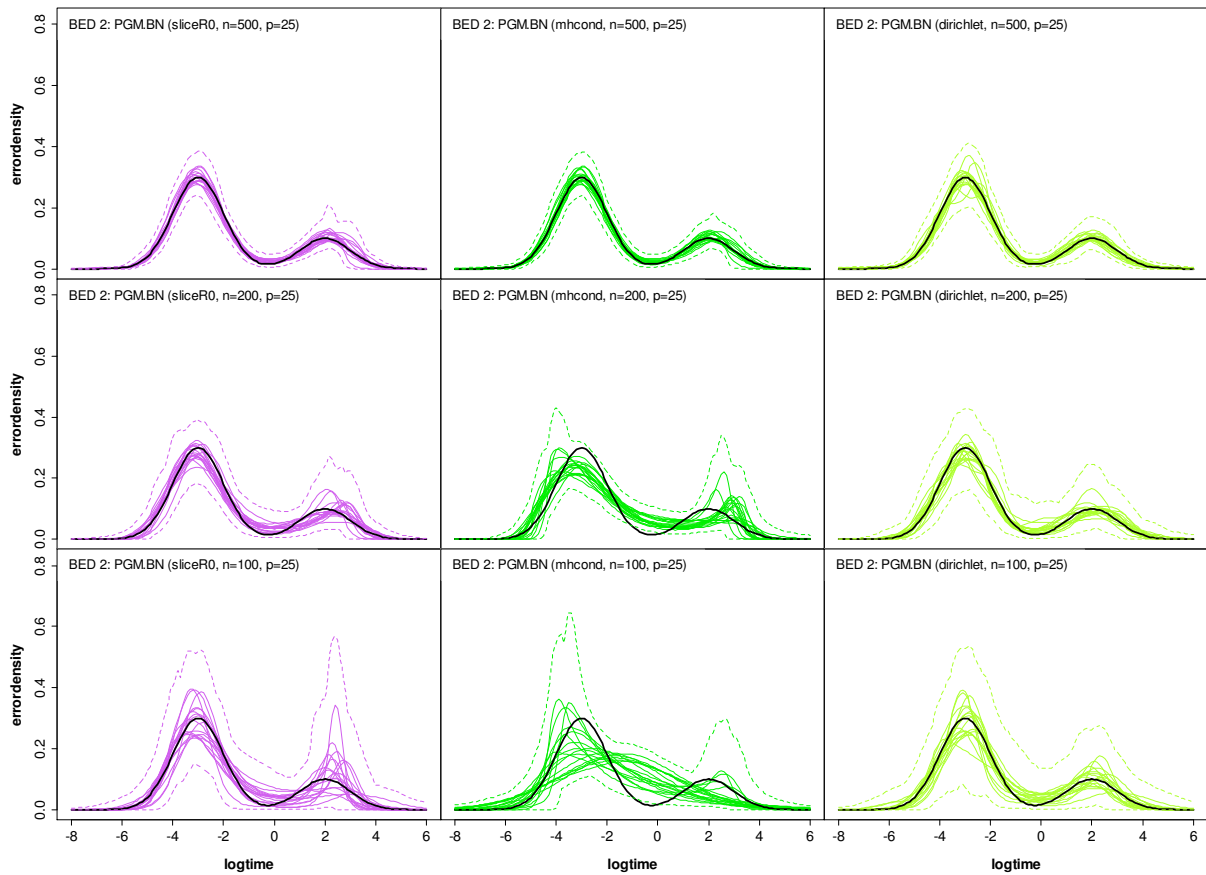 BED 2: PGM.BN (sliceR0, n=500, p=25)
BED 2: PGM.BN (mhcond, n=500, p=25)
BED 2: PGM.BN (dirichlet, n=500, p=25)
errordensity
0.8
0.6
0.4
0.2
0.0
BED 2: PGM.BN (sliceR0, n=200, p=25)
BED 2: PGM.BN (mhcond, n=200, p=25)
BED 2: PGM.BN (dirichlet, n=200, p=25)
errordensity
0.8
0.6
0.4
0.2
0.0
BED 2: PGM.BN (sliceR0, n=100, p=25)
BED 2: PGM.BN (mhcond, n=100, p=25)
BED 2: PGM.BN (dirichlet, n=100, p=25)
errordensity
0.8
0.6
0.4
0.2
0.0
-8 -6 -4 -2 0 2 4 6
-8 -6 -4 -2 0 2 4 6
-8 -6 -4 -2 0 2 4 6
logtime
logtime
logtime